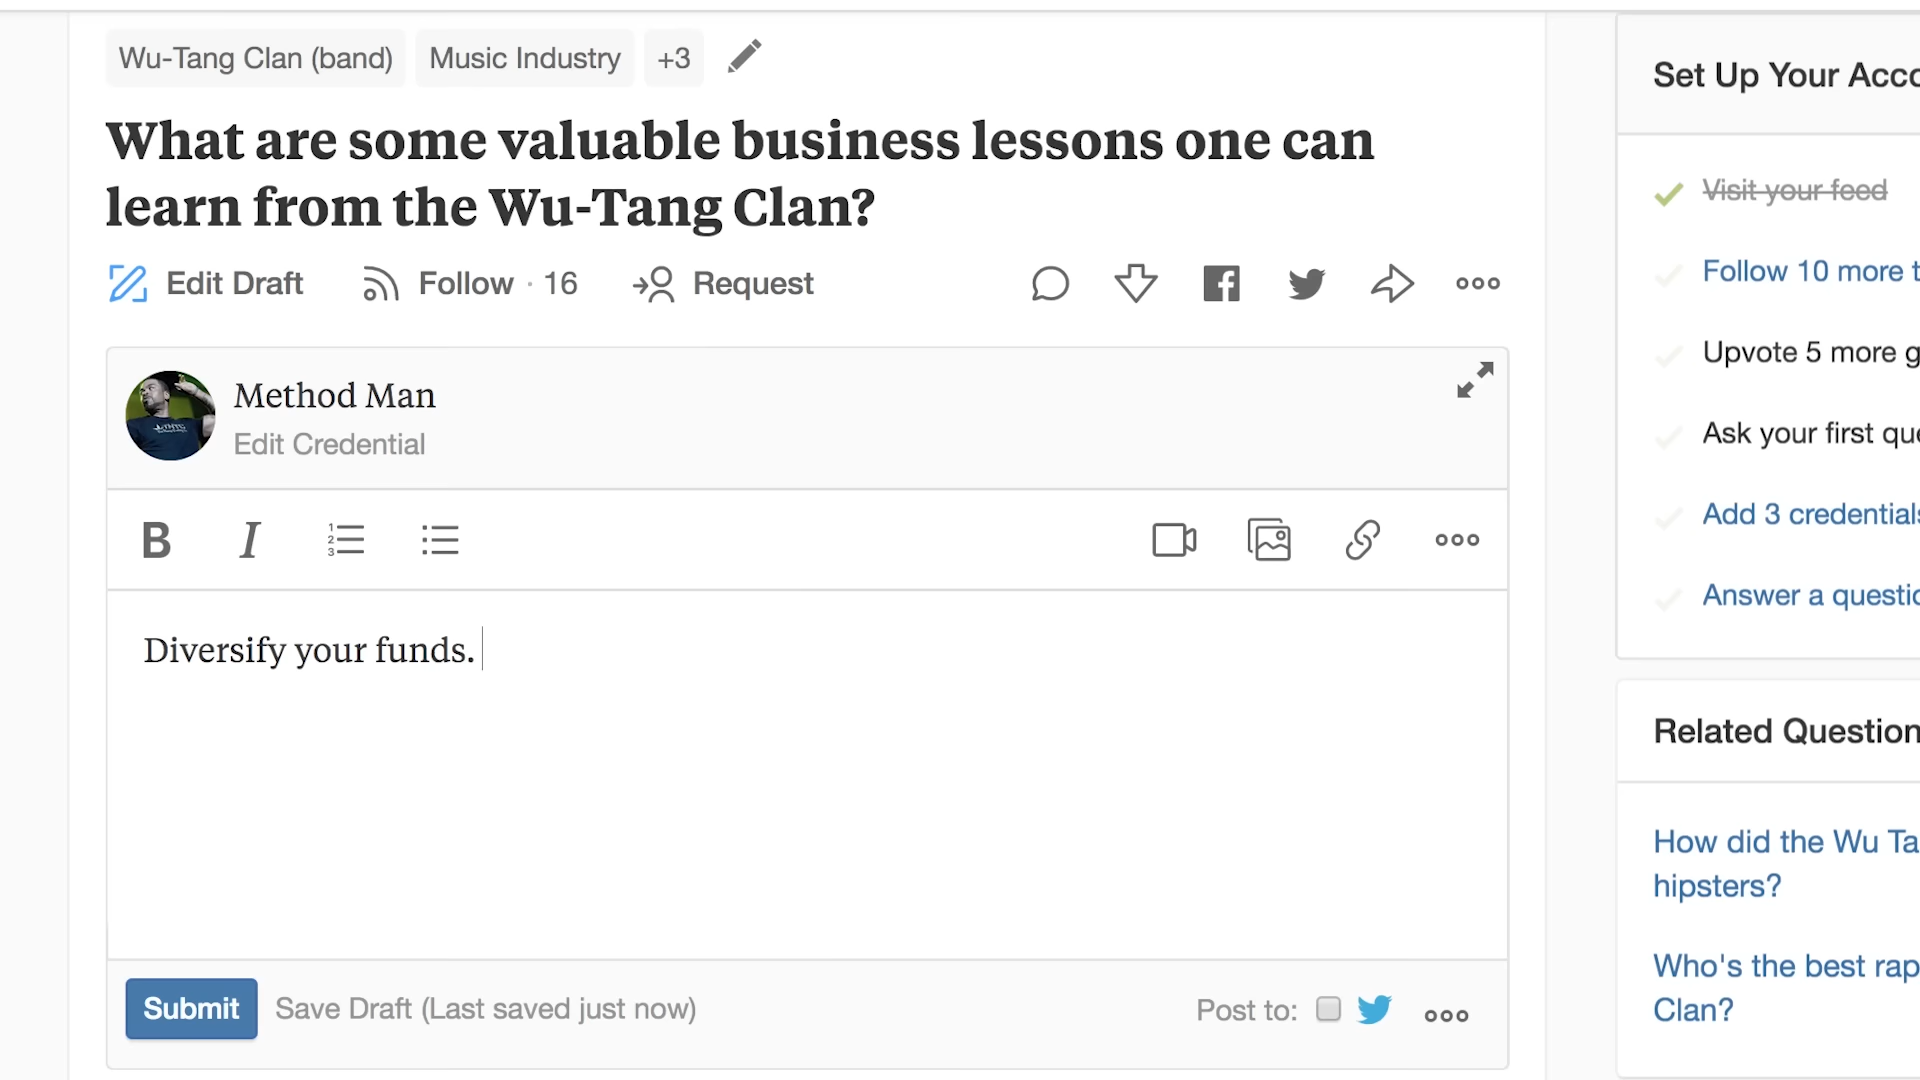 Wu-Tang Clan (band) Music Industry +3
What are some valuable business lessons one can
learn from the Wu-Tang Clan?
Edit Draft Follow · 16 Request
Method Man
Edit Credential
B I
Diversify your funds.
Submit Save Draft (Last saved just now) Post to:
Set Up Your Acco
Visit your feed
Follow 10 more t
Upvote 5 more g
Ask your first que
Add 3 credentials
Answer a questio
Related Question
How did the Wu Ta
hipsters?
Who's the best rap
Clan?